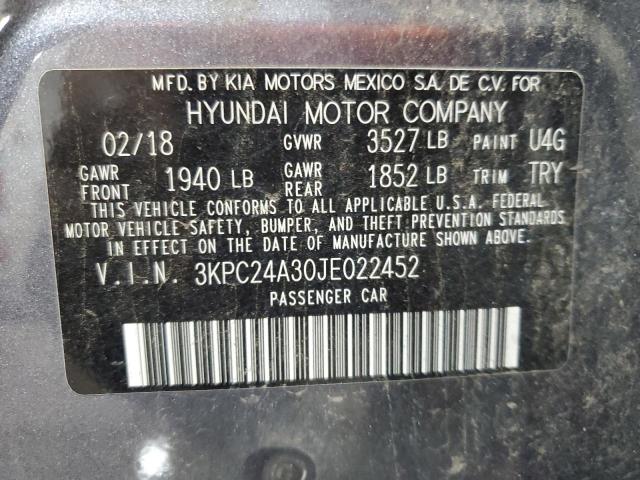 MFD. BY KIA MOTORS MEXICO S.A. DE C.V. FOR
HYUNDAI MOTOR COMPANY
02/18 GVWR 3527 LB PAINT U4G
GAWR FRONT 1940 LB GAWR REAR 1852 LB TRIM TRY
THIS VEHICLE CONFORMS TO ALL APPLICABLE U.S.A. FEDERAL
MOTOR VEHICLE SAFETY, BUMPER, AND THEFT PREVENTION STANDARDS
IN EFFECT ON THE DATE OF MANUFACTURE SHOWN ABOVE.
V.I.N. 3KPC24A30JE022452
PASSENGER CAR